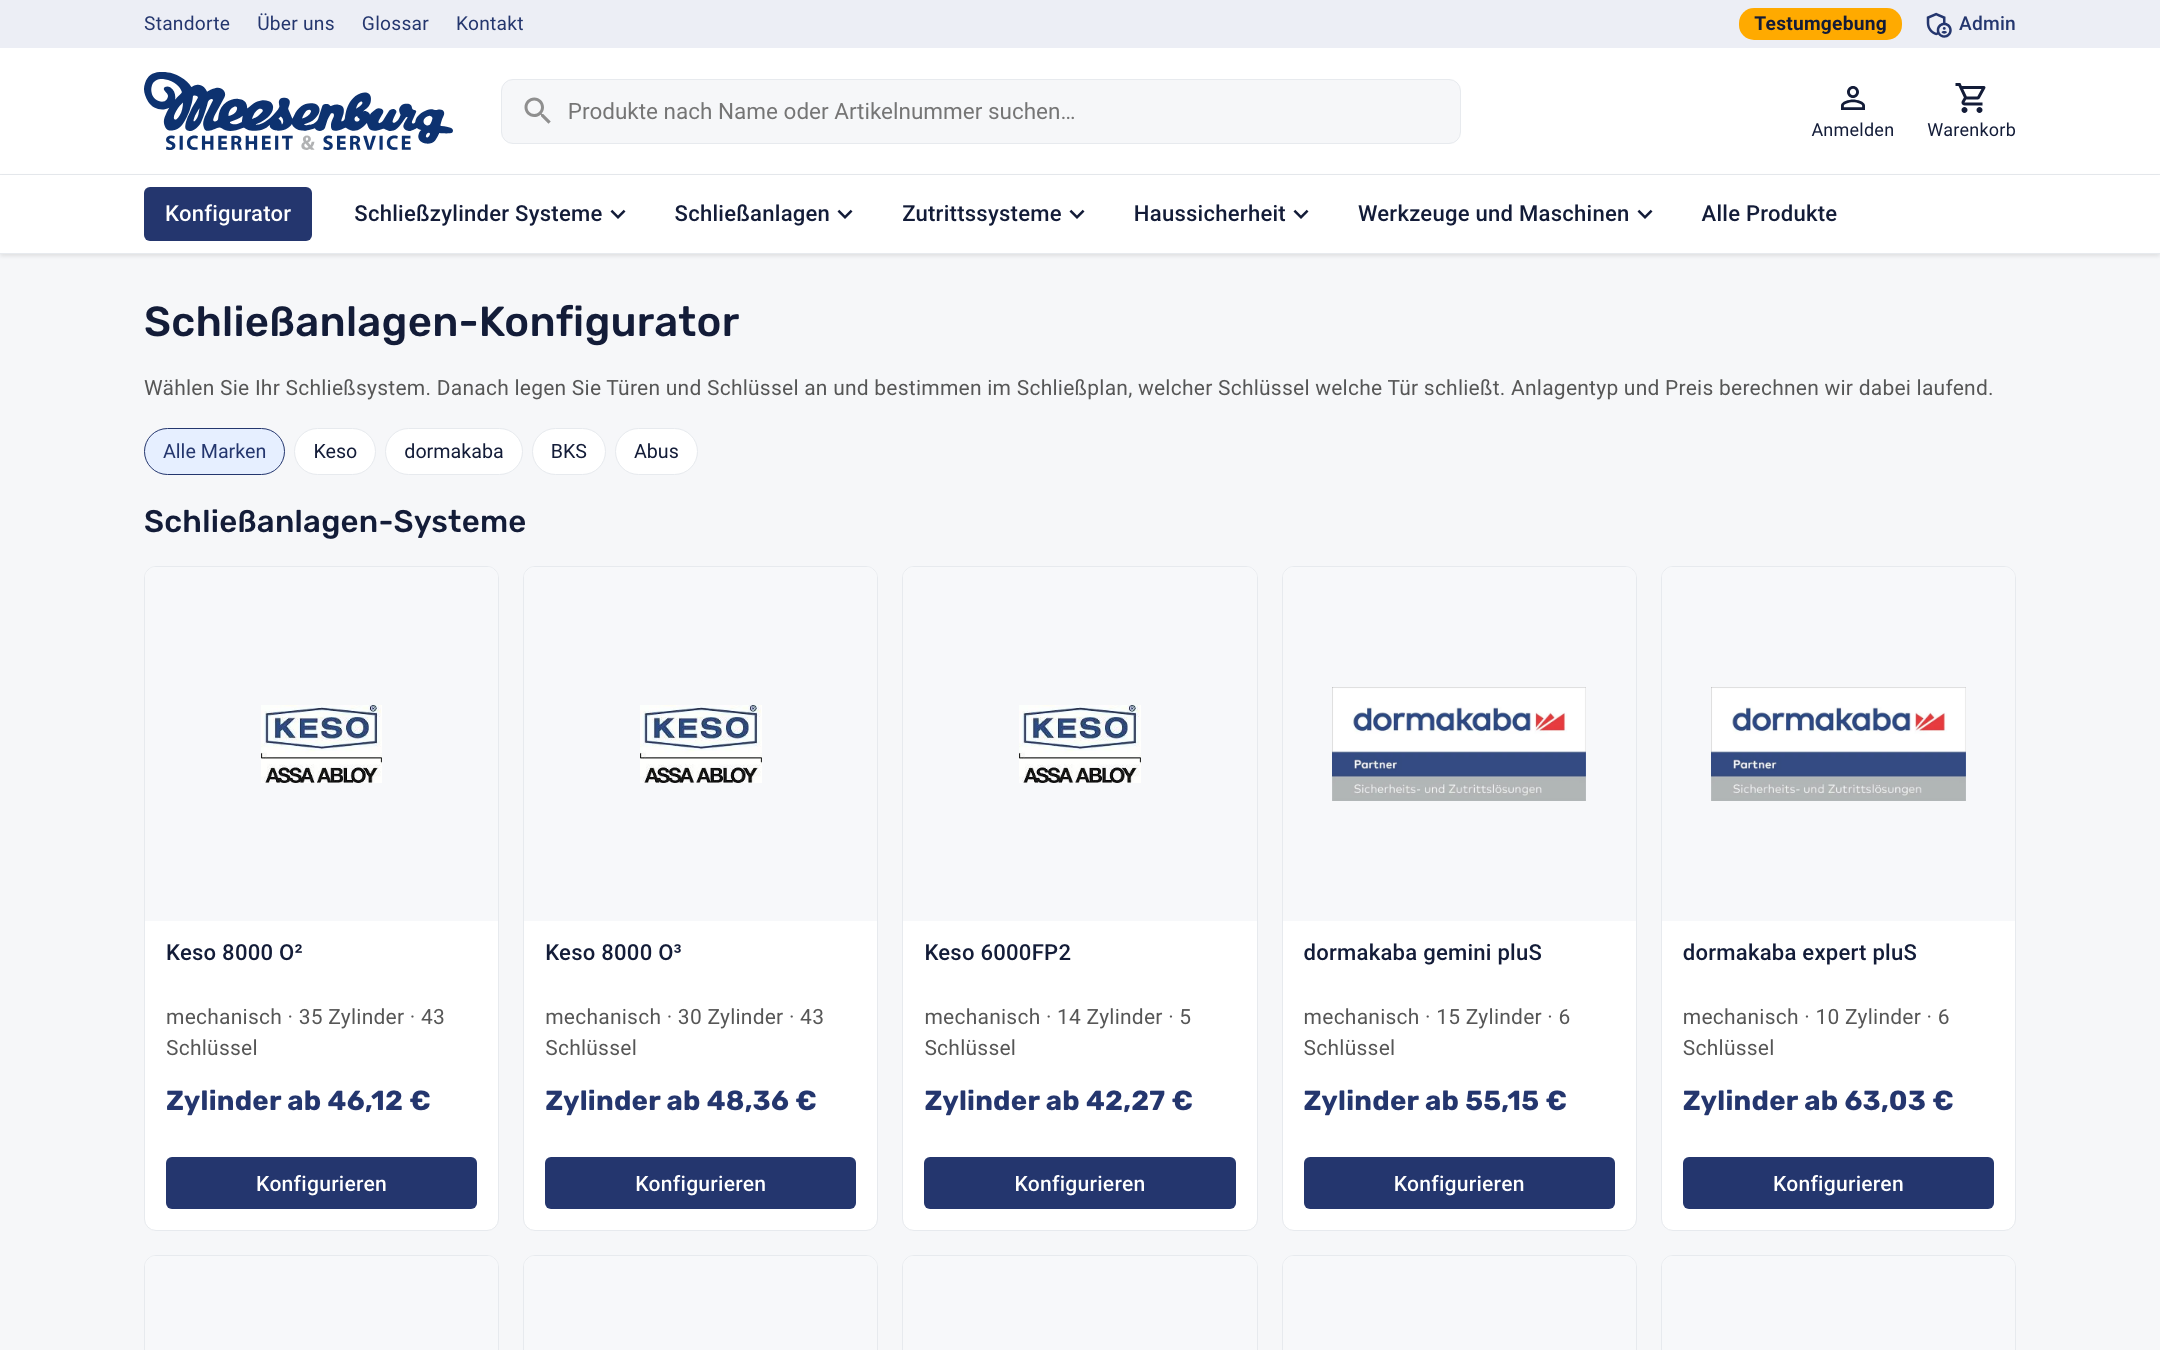 Standorte Über uns Glossar Kontakt Testumgebung Admin
Meesenburg
SICHERHEIT & SERVICE
Produkte nach Name oder Artikelnummer suchen...
Anmelden Warenkorb
Konfigurator Schließzylinder Systeme Schließanlagen Zutrittssysteme Haussicherheit Werkzeuge und Maschinen Alle Produkte
Schließanlagen-Konfigurator
Wählen Sie Ihr Schließsystem. Danach legen Sie Türen und Schlüssel an und bestimmen im Schließplan, welcher Schlüssel welche Tür schließt. Anlagentyp und Preis berechnen wir dabei laufend.
Alle Marken Keso dormakaba BKS Abus
Schließanlagen-Systeme
KESO®
ASSA ABLOY
Keso 8000 O²
mechanisch · 35 Zylinder · 43
Schlüssel
Zylinder ab 46,12 €
Konfigurieren
KESO®
ASSA ABLOY
Keso 8000 O³
mechanisch · 30 Zylinder · 43
Schlüssel
Zylinder ab 48,36 €
Konfigurieren
KESO®
ASSA ABLOY
Keso 6000FP2
mechanisch · 14 Zylinder · 5
Schlüssel
Zylinder ab 42,27 €
Konfigurieren
dormakaba
Partner
Sicherheits- und Zutrittslösungen
dormakaba gemini pluS
mechanisch · 15 Zylinder · 6
Schlüssel
Zylinder ab 55,15 €
Konfigurieren
dormakaba
Partner
Sicherheits- und Zutrittslösungen
dormakaba expert pluS
mechanisch · 10 Zylinder · 6
Schlüssel
Zylinder ab 63,03 €
Konfigurieren